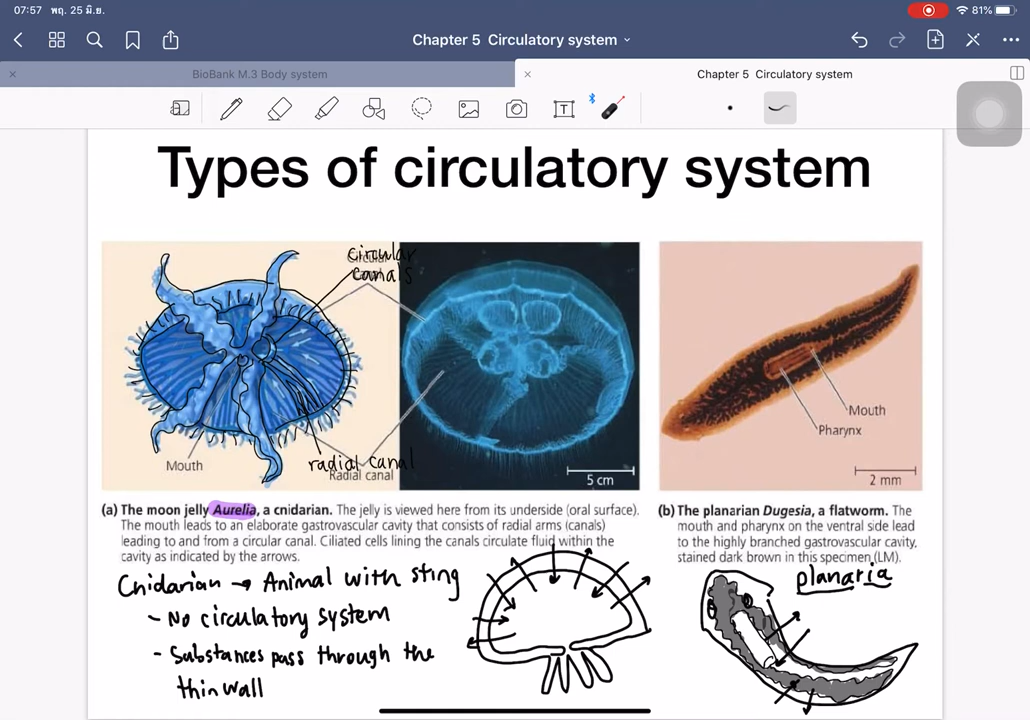 07:57 พฤ. 25 มิ.ย.
81%
Chapter 5 Circulatory system
BioBank M.3 Body system
Chapter 5 Circulatory system
Types of circulatory system
circular
canals
Mouth
radial canal
Radial canal
5 cm
Mouth
Pharynx
2 mm
(a) The moon jelly Aurelia, a cnidarian. The jelly is viewed here from its underside (oral surface).
The mouth leads to an elaborate gastrovascular cavity that consists of radial arms (canals)
leading to and from a circular canal. Ciliated cells lining the canals circulate fluid within the
cavity as indicated by the arrows.
(b) The planarian Dugesia, a flatworm. The
mouth and pharynx on the ventral side lead
to the highly branched gastrovascular cavity,
stained dark brown in this specimen (LM).
Cnidarian → Animal with sting
- No circulatory system
- Substances pass through the
thin wall
planaria